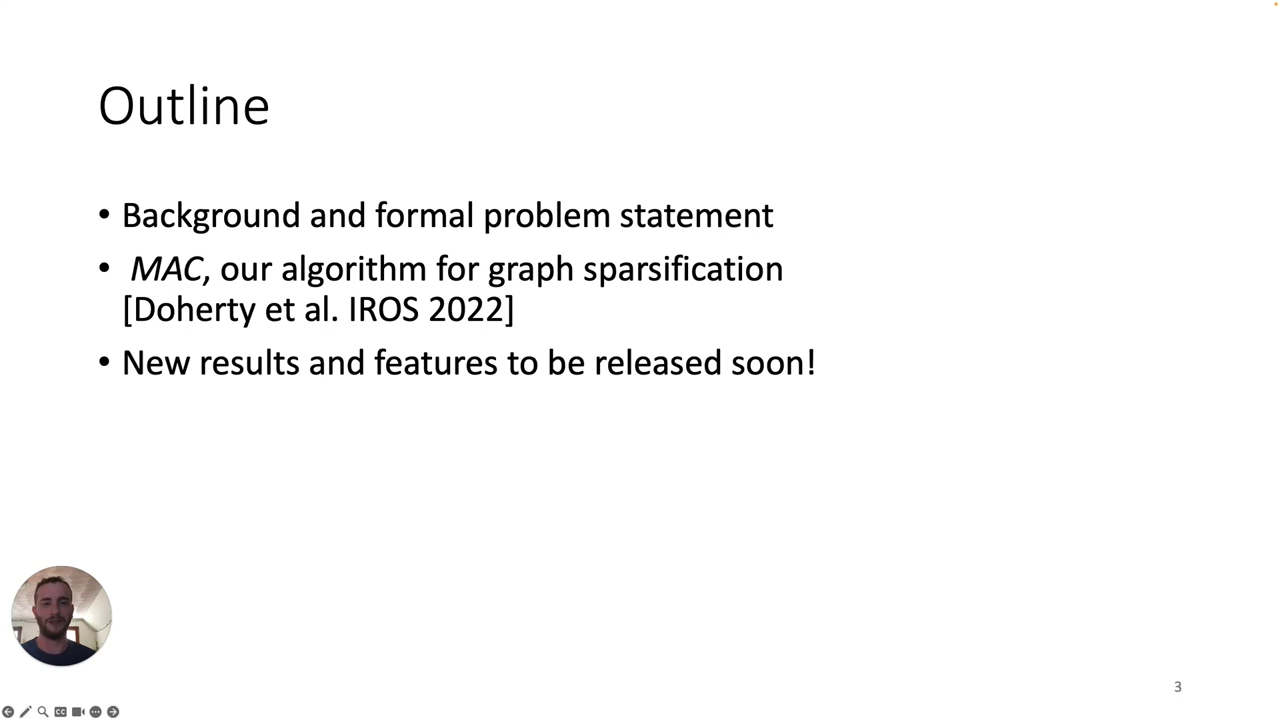 Outline
• Background and formal problem statement
• MAC, our algorithm for graph sparsification
[Doherty et al. IROS 2022]
• New results and features to be released soon!
3
CC